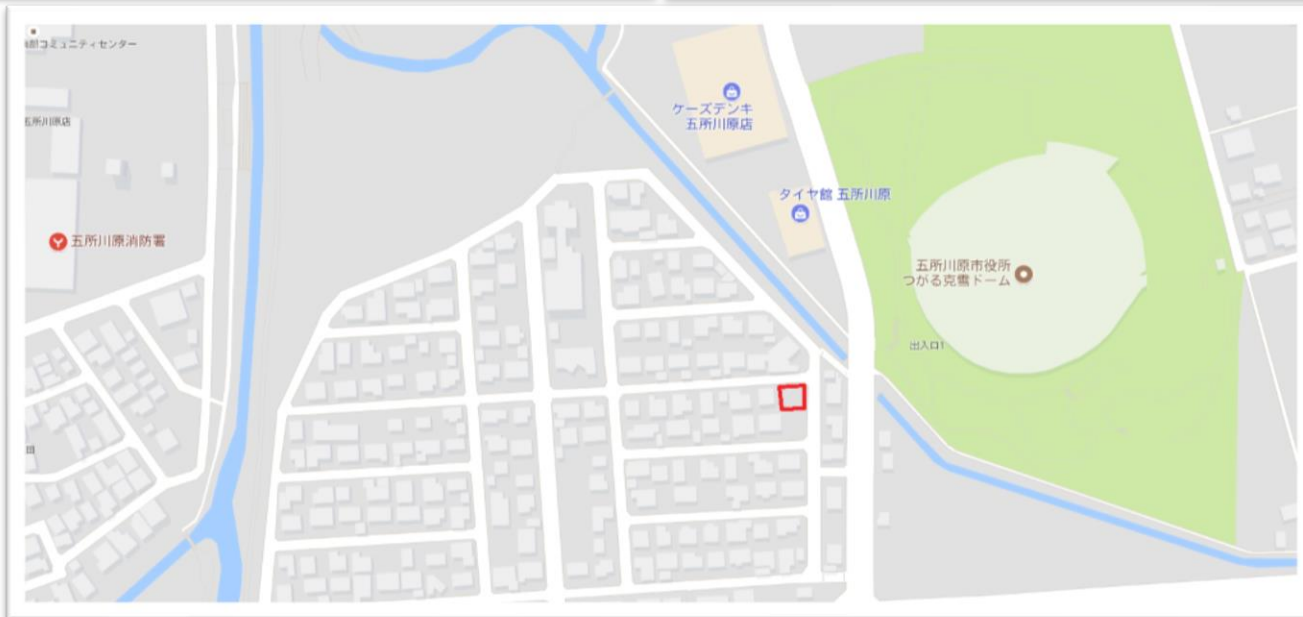 コミュニティセンター
五所川原店
五所川原消防署
ケーズデンキ
五所川原店
タイヤ館 五所川原
五所川原市役所
つがる克雪ドーム
出入口1
田